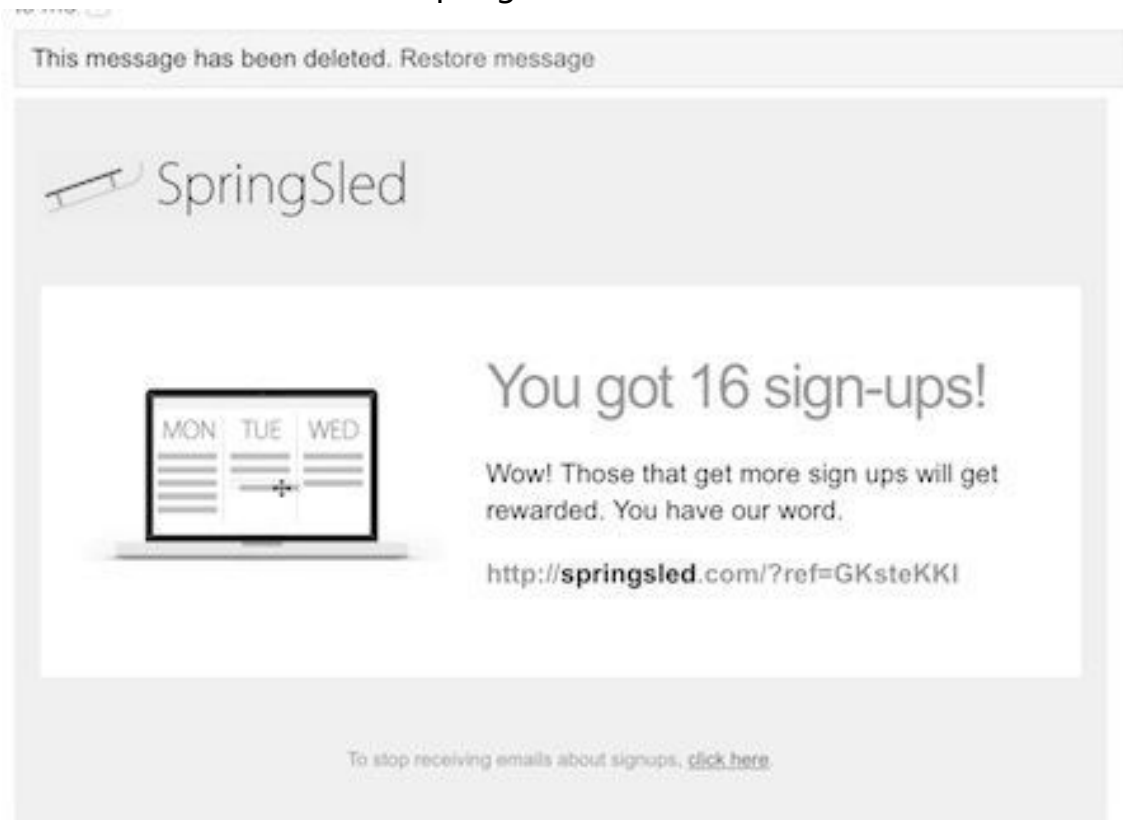 This message has been deleted. Restore message
SpringSled
You got 16 sign-ups!
MON TUE WED
Wow! Those that get more sign ups will get
rewarded. You have our word.
http://springsled.com/?ref=GKsteKKI
To stop receiving emails about signups, click here.